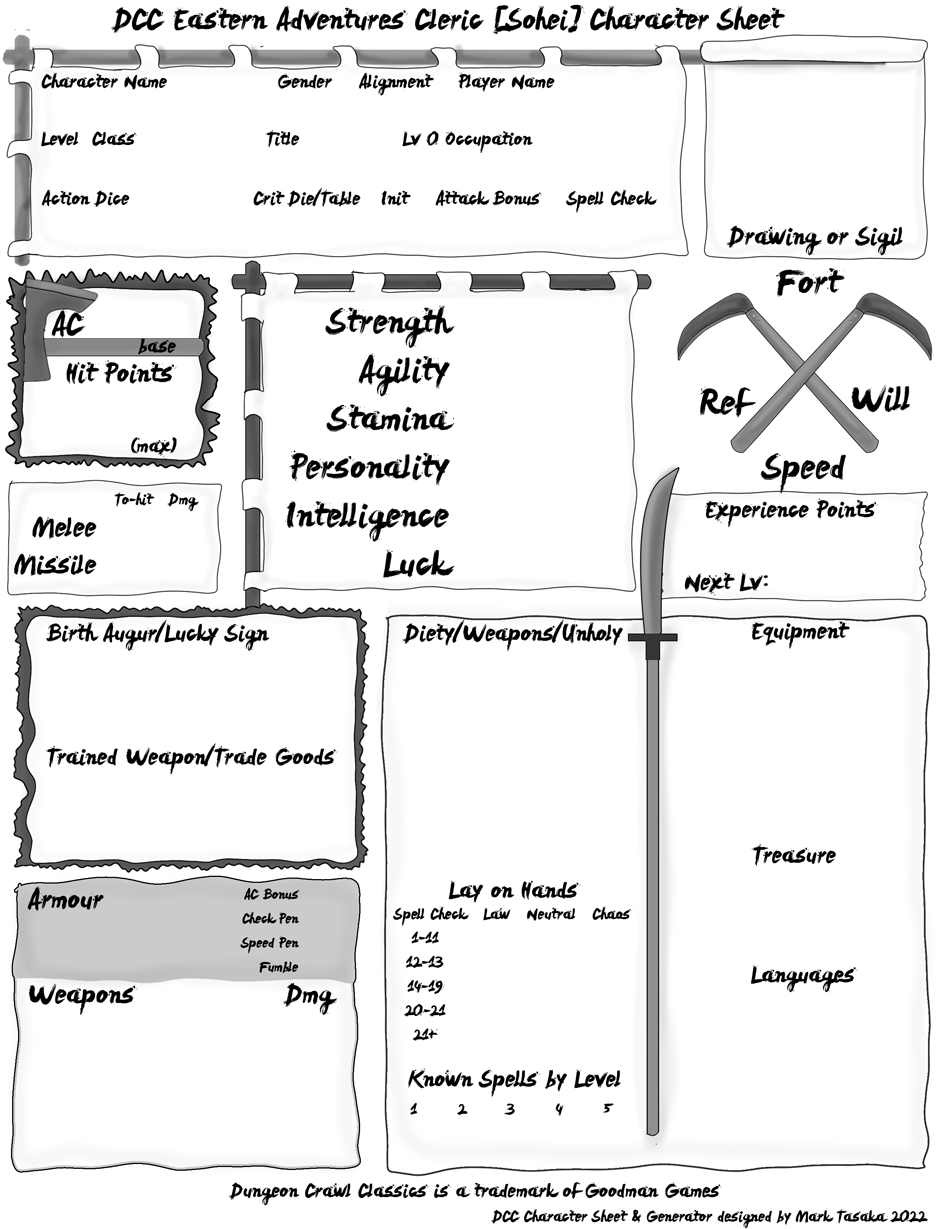 DCC Eastern Adventures Cleric [Sohei] Character Sheet
Character Name Gender Alignment Player Name
Level Class Title Lv 0 Occupation
Action Dice Crit Die/Table Init Attack Bonus Spell Check
Drawing or Sigil
AC
base
Hit Points
(max)
To-hit Dmg
Melee
Missile
Strength
Agility
Stamina
Personality
Intelligence
Luck
Fort
Ref Will
Speed
Experience Points
Next Lv:
Birth Augur/Lucky Sign
Trained Weapon/Trade Goods
Armour AC Bonus
Check Pen
Speed Pen
Fumble
Weapons Dmg
Diety/Weapons/Unholy
Lay on Hands
Spell Check Law Neutral Chaos
1-11
12-13
14-19
20-21
21+
Known Spells by Level
1 2 3 4 5
Equipment
Treasure
Languages
Dungeon Crawl Classics is a trademark of Goodman Games
DCC Character Sheet & Generator designed by Mark Tasaka 2022